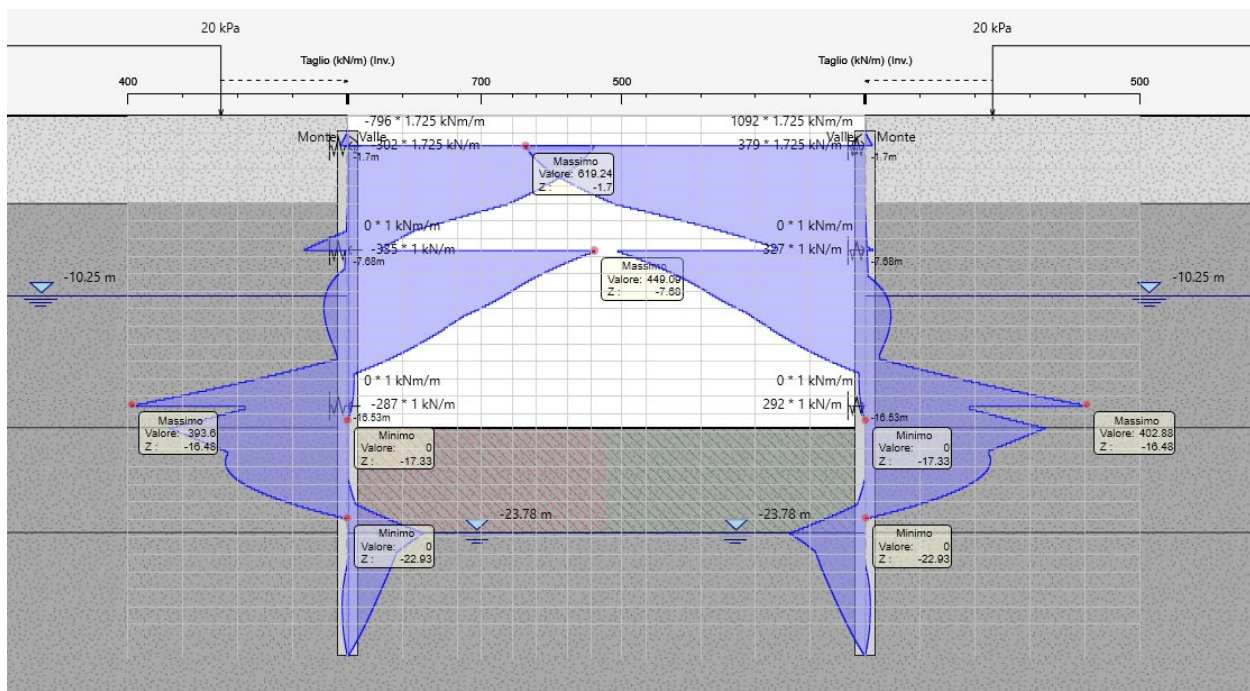 20 kPa
20 kPa
Taglio (kN/m) (Inv.)
Taglio (kN/m) (Inv.)
400
700
500
500
-796 * 1.725 kNm/m
1092 * 1.725 kNm/m
Monte
Valle
Valle
Monte
-302 * 1.725 kN/m
379 * 1.725 kN/m
-1.7m
-1.7m
Massimo
Valore: 619.24
Z : -1.7
0 * 1 kNm/m
0 * 1 kNm/m
-335 * 1 kN/m
327 * 1 kN/m
-7.68m
-7.68m
Massimo
Valore: 449.09
Z : -7.68
-10.25 m
-10.25 m
0 * 1 kNm/m
0 * 1 kNm/m
-287 * 1 kN/m
292 * 1 kN/m
-16.53m
-16.53m
Massimo
Valore: 393.6
Z : -16.48
Massimo
Valore: 402.88
Z : -16.48
Minimo
Valore: 0
Z : -17.33
Minimo
Valore: 0
Z : -17.33
-23.78 m
-23.78 m
Minimo
Valore: 0
Z : -22.93
Minimo
Valore: 0
Z : -22.93